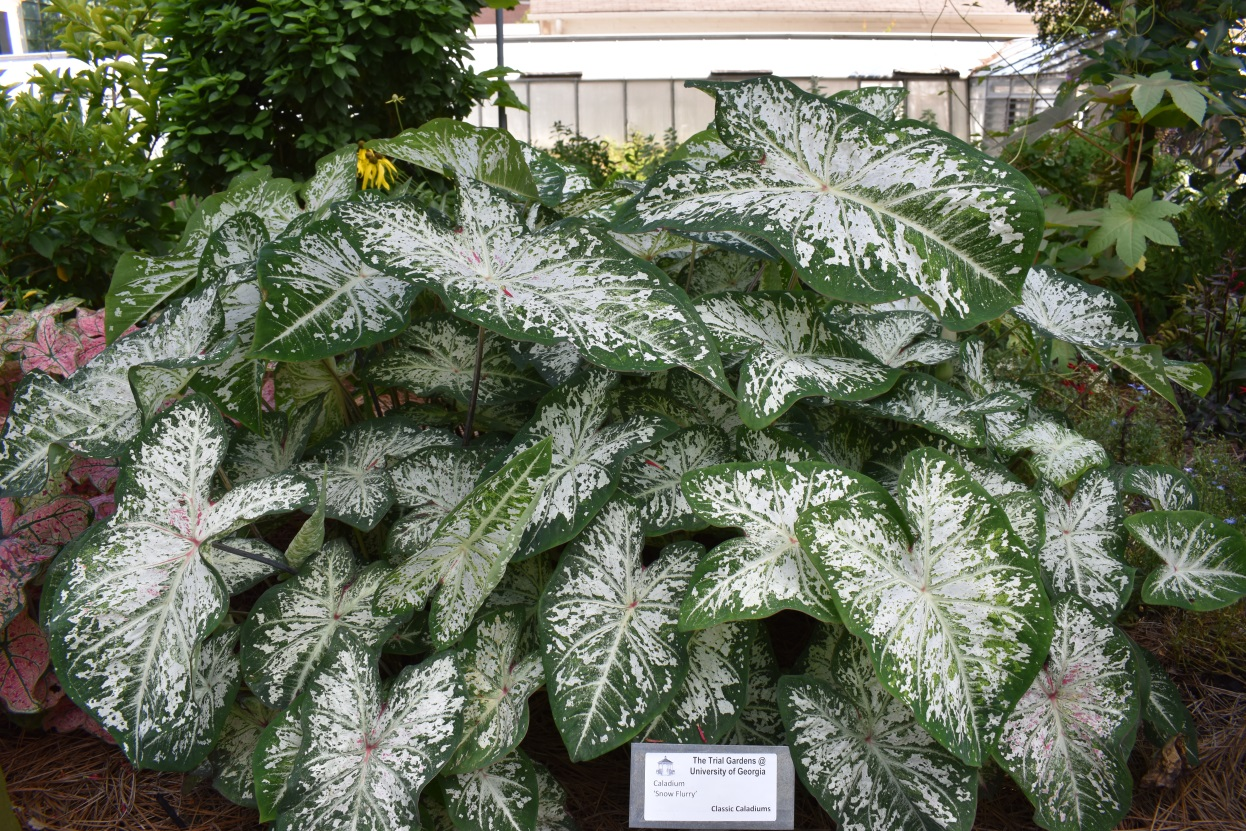 The Trial Gardens @
University of Georgia
Caladium
'Snow Flurry'
Classic Caladiums